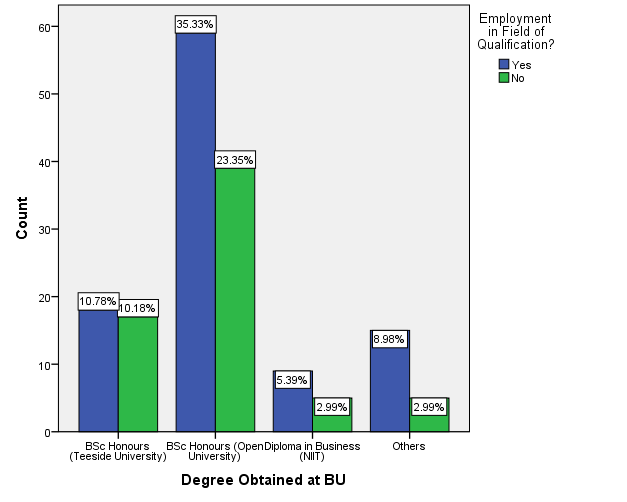 Employment
in Field of
Qualification?
Yes
No
Count
60
50
40
30
20
10
0
10.78%
10.18%
35.33%
23.35%
5.39%
2.99%
8.98%
2.99%
BSc Honours
(Teeside University)
BSc Honours (Open
University)
Diploma in Business
(NIIT)
Others
Degree Obtained at BU